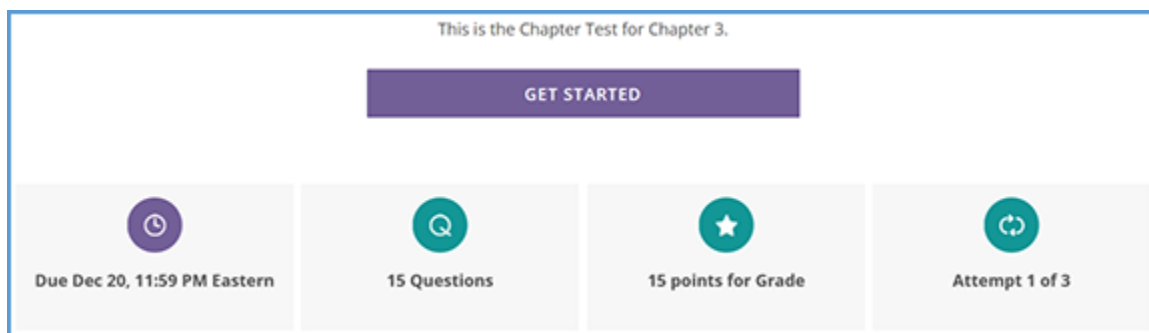 This is the Chapter Test for Chapter 3.
GET STARTED
Due Dec 20, 11:59 PM Eastern
15 Questions
15 points for Grade
Attempt 1 of 3